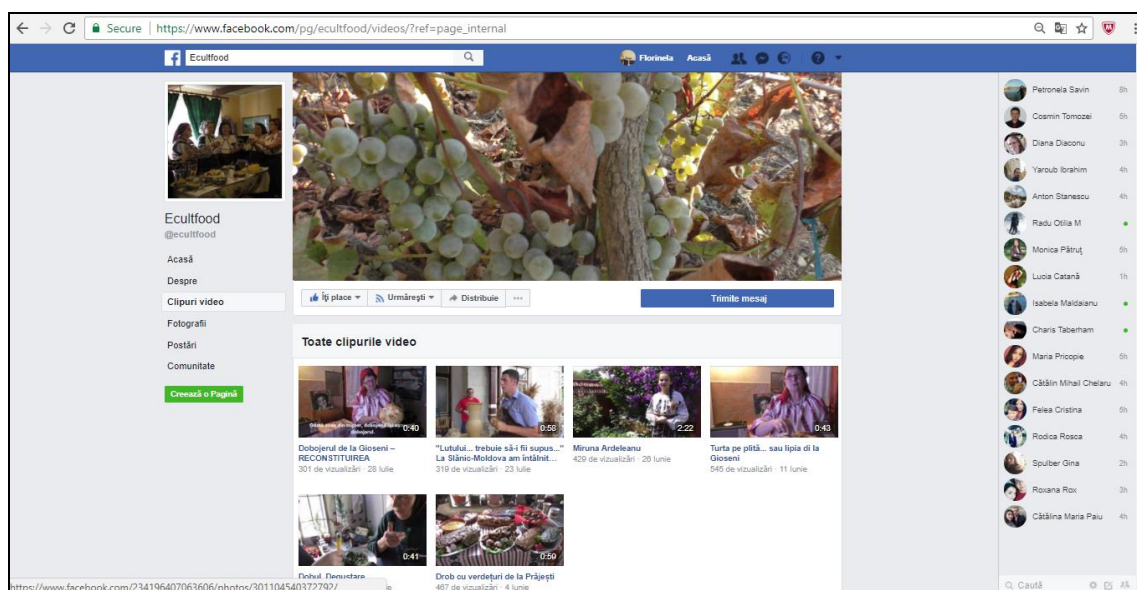 Secure | https://www.facebook.com/pg/ecultfood/videos/?ref=page_internal
Ecultfood
Florinela Acasă
Ecultfood
@ecultfood
Acasă
Despre
Clipuri video
Fotografii
Postări
Comunitate
Creează o Pagină
Îți place
Urmărești
Distribuie
Trimite mesaj
Toate clipurile video
0:40
0:58
2:22
0:43
Dobojerul de la Gioseni –
RECONSTITUIREA
301 de vizualizări · 28 Iulie
"Lutului... trebuie să-i fii supus..."
La Slănic-Moldova am întâlnit...
319 de vizualizări · 23 Iulie
Miruna Ardeleanu
429 de vizualizări · 26 Iunie
Turta pe plită... sau lipia di la
Gioseni
545 de vizualizări · 11 Iunie
0:41
0:59
Dobul. Degustare
Drob cu verdețuri de la Prăjești
467 de vizualizări · 4 Iunie
https://www.facebook.com/234196407063606/photos/301104540372792/
Petronela Savin 8h
Cosmin Tomozei 5h
Diana Diaconu 3h
Yaroub Ibrahim 4h
Anton Stanescu 4h
Radu Otilia M
Monica Pătruț 5h
Lucia Catană 1h
Isabela Maldaianu
Charis Taberham
Maria Pricopie 5h
Cătălin Mihail Chelaru 4h
Felea Cristina 5h
Rodica Rosca 4h
Spulber Gina 2h
Roxana Rox 3h
Cătălina Maria Paiu 4h
Caută